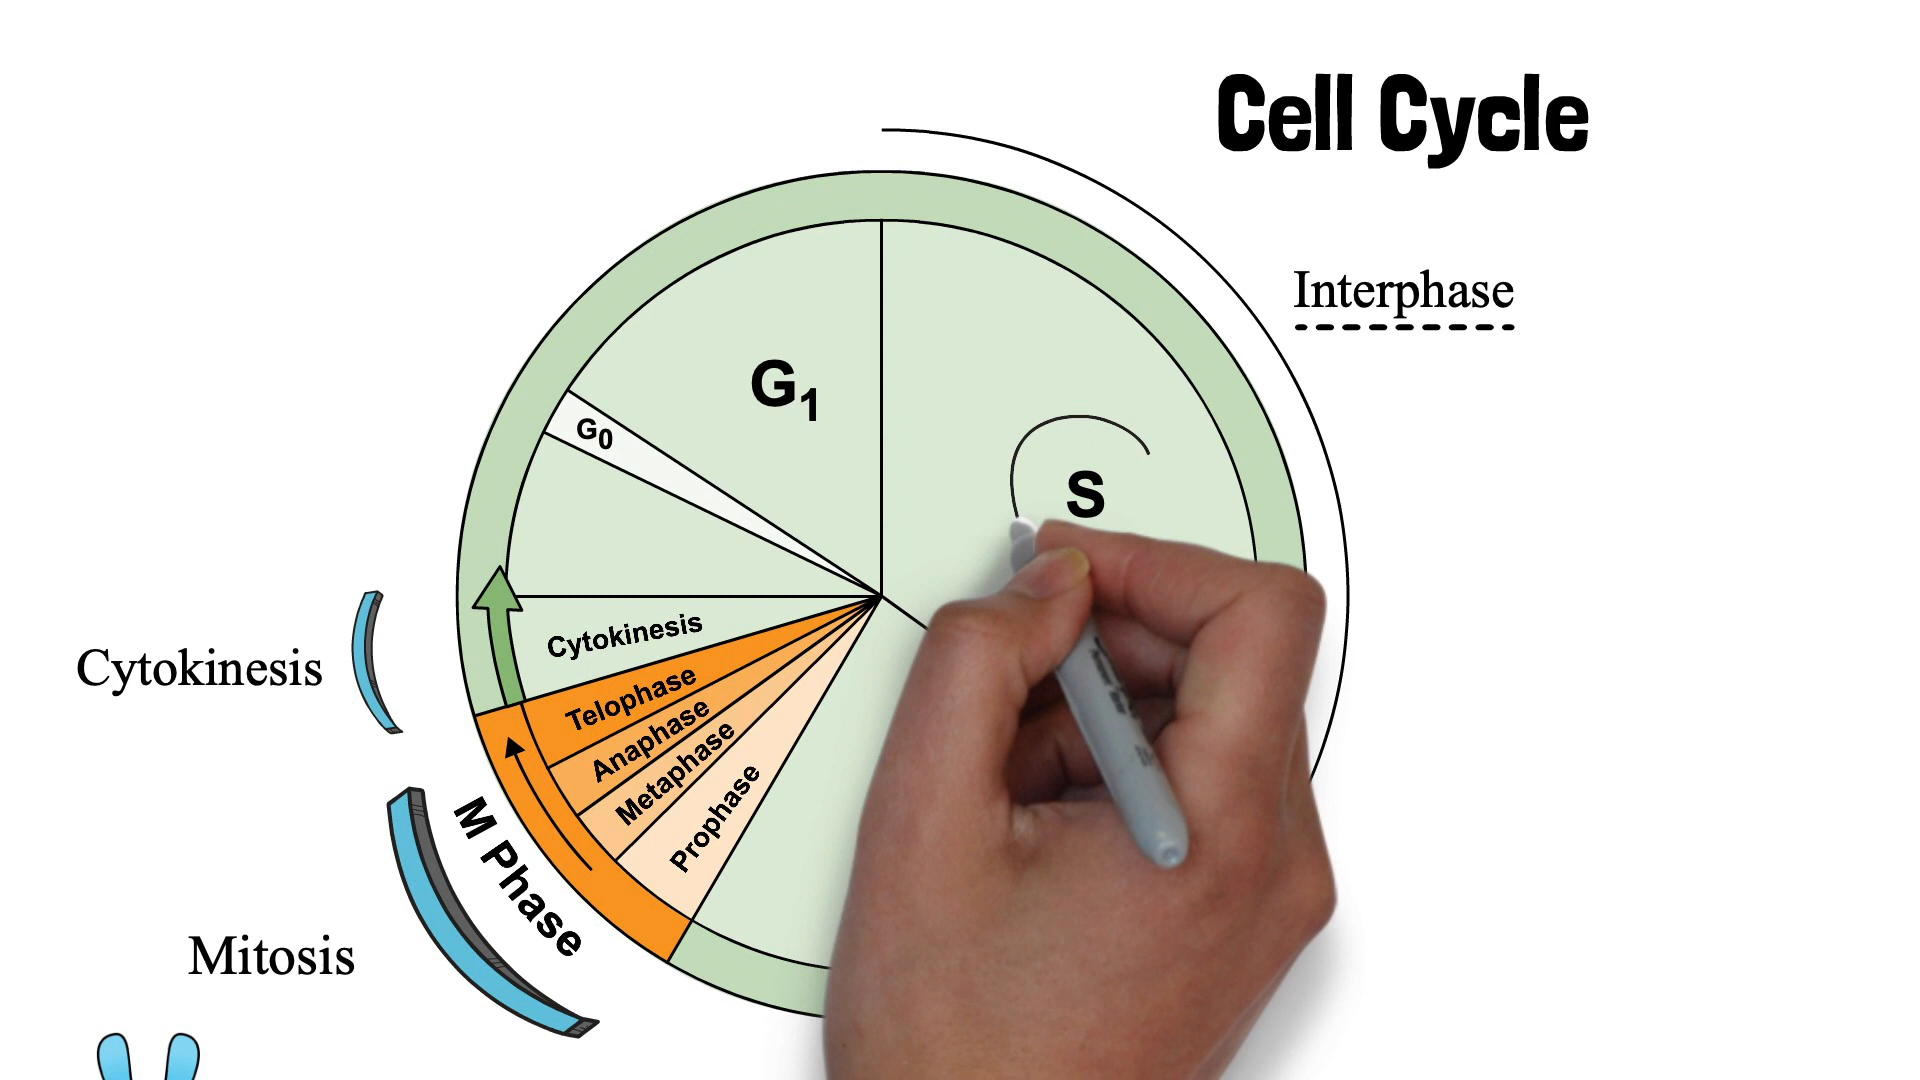 Cell Cycle
Interphase
G₁
G₀
S
Cytokinesis
Telophase
Anaphase
Metaphase
Prophase
M Phase
Cytokinesis
Mitosis